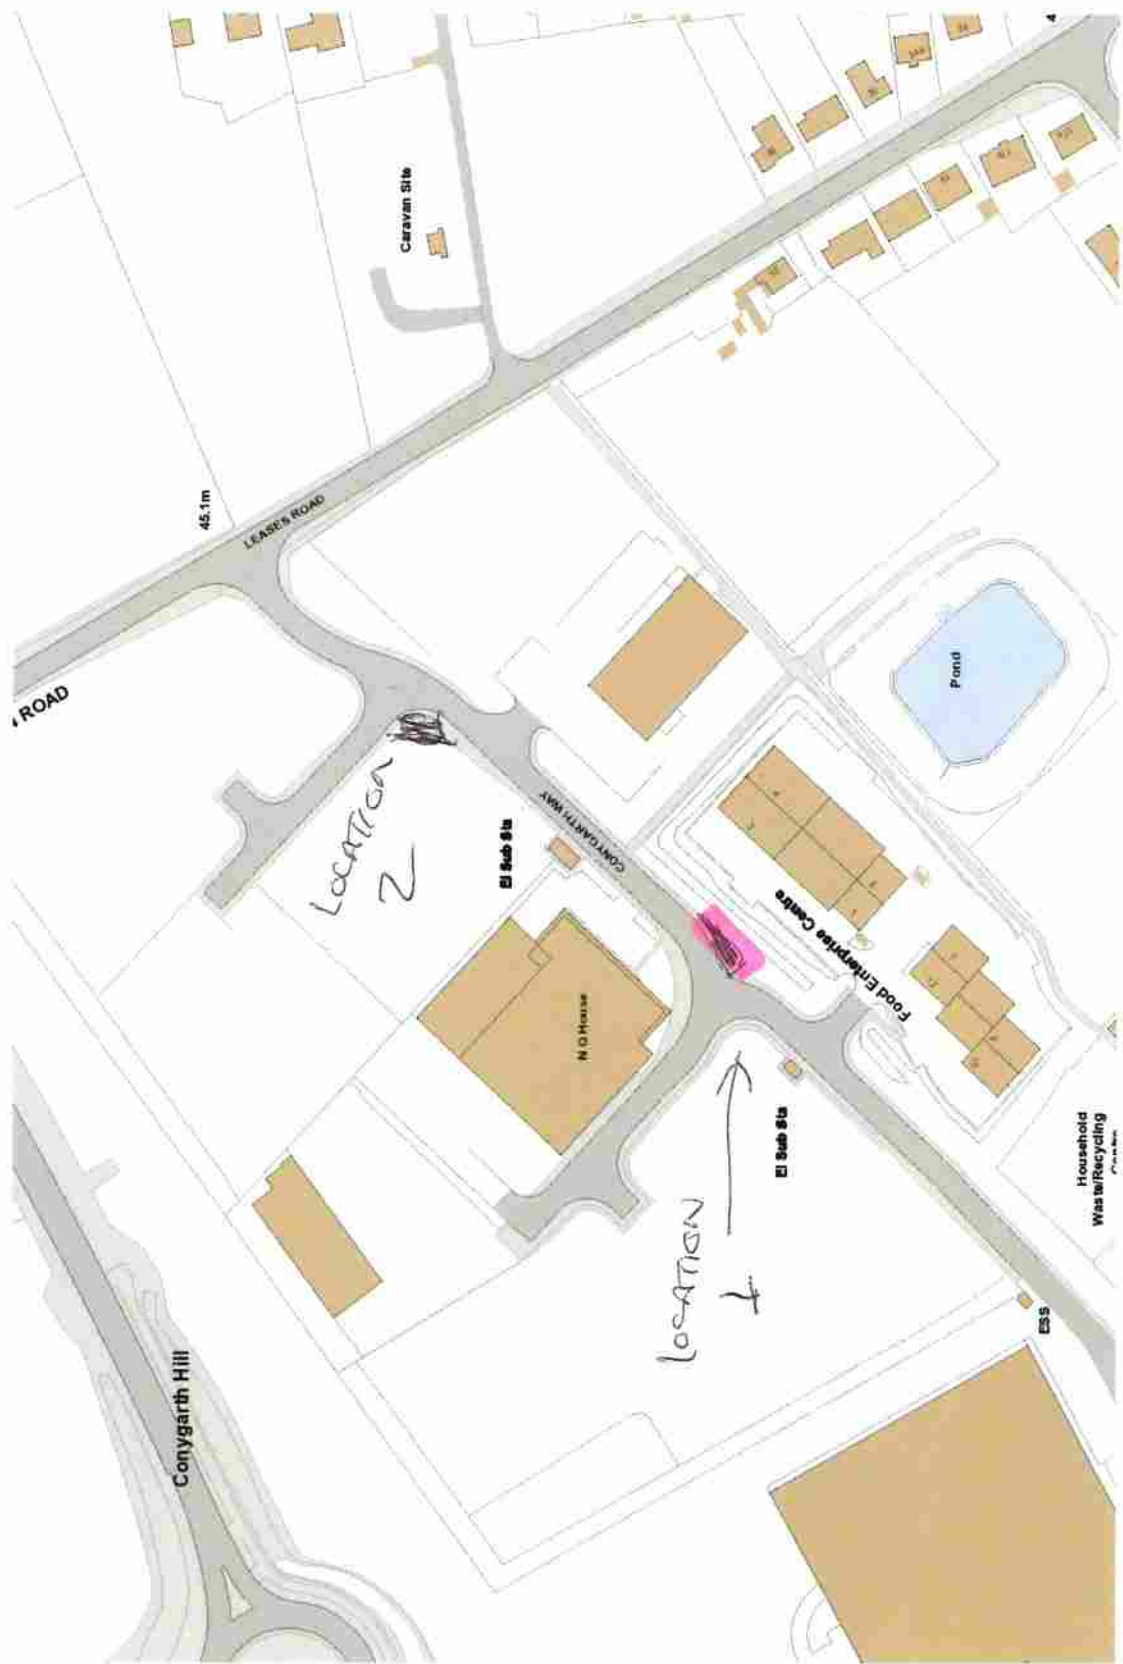 Caravan Site
45.1m
LEASES ROAD
ROAD
LOCATION
2
El Sub Sta
CONYGARTH WAY
Pond
Food Enterprise Centre
N Q House
El Sub Sta
LOCATION
1
Household
Waste/Recycling
Centre
ESS
Conygarth Hill